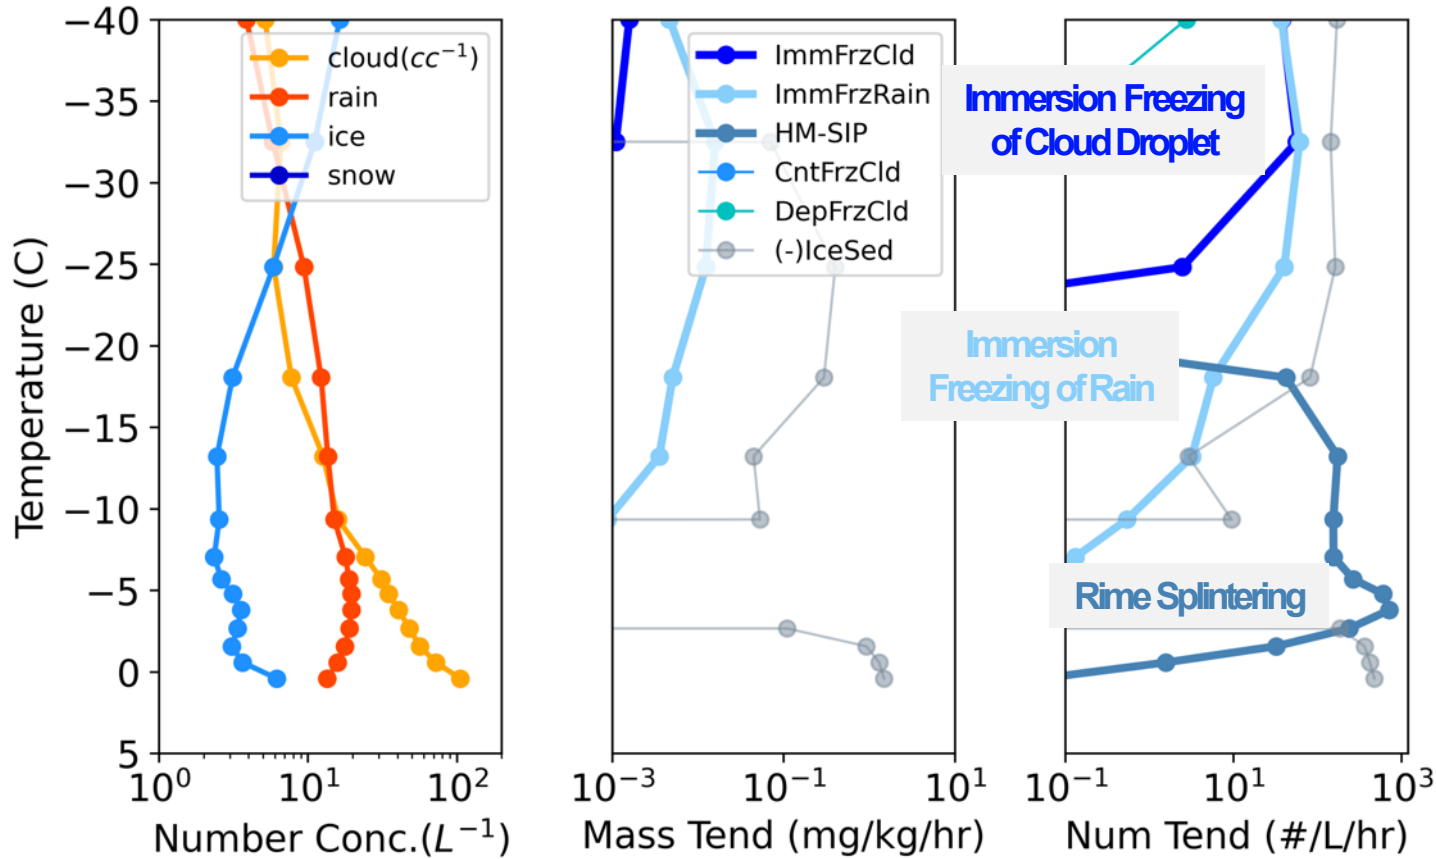 −40
−35
−30
−25
−20
−15
−10
−5
0
5
Temperature (C)
cloud(cc⁻¹)
rain
ice
snow
10⁰
10¹
10²
Number Conc.(L⁻¹)
ImmFrzCld
ImmFrzRain
HM-SIP
CntFrzCld
DepFrzCld
(-)IceSed
10⁻³
10⁻¹
10¹
Mass Tend (mg/kg/hr)
Immersion Freezing
of Cloud Droplet
Immersion
Freezing of Rain
Rime Splintering
10⁻¹
10¹
10³
Num Tend (#/L/hr)